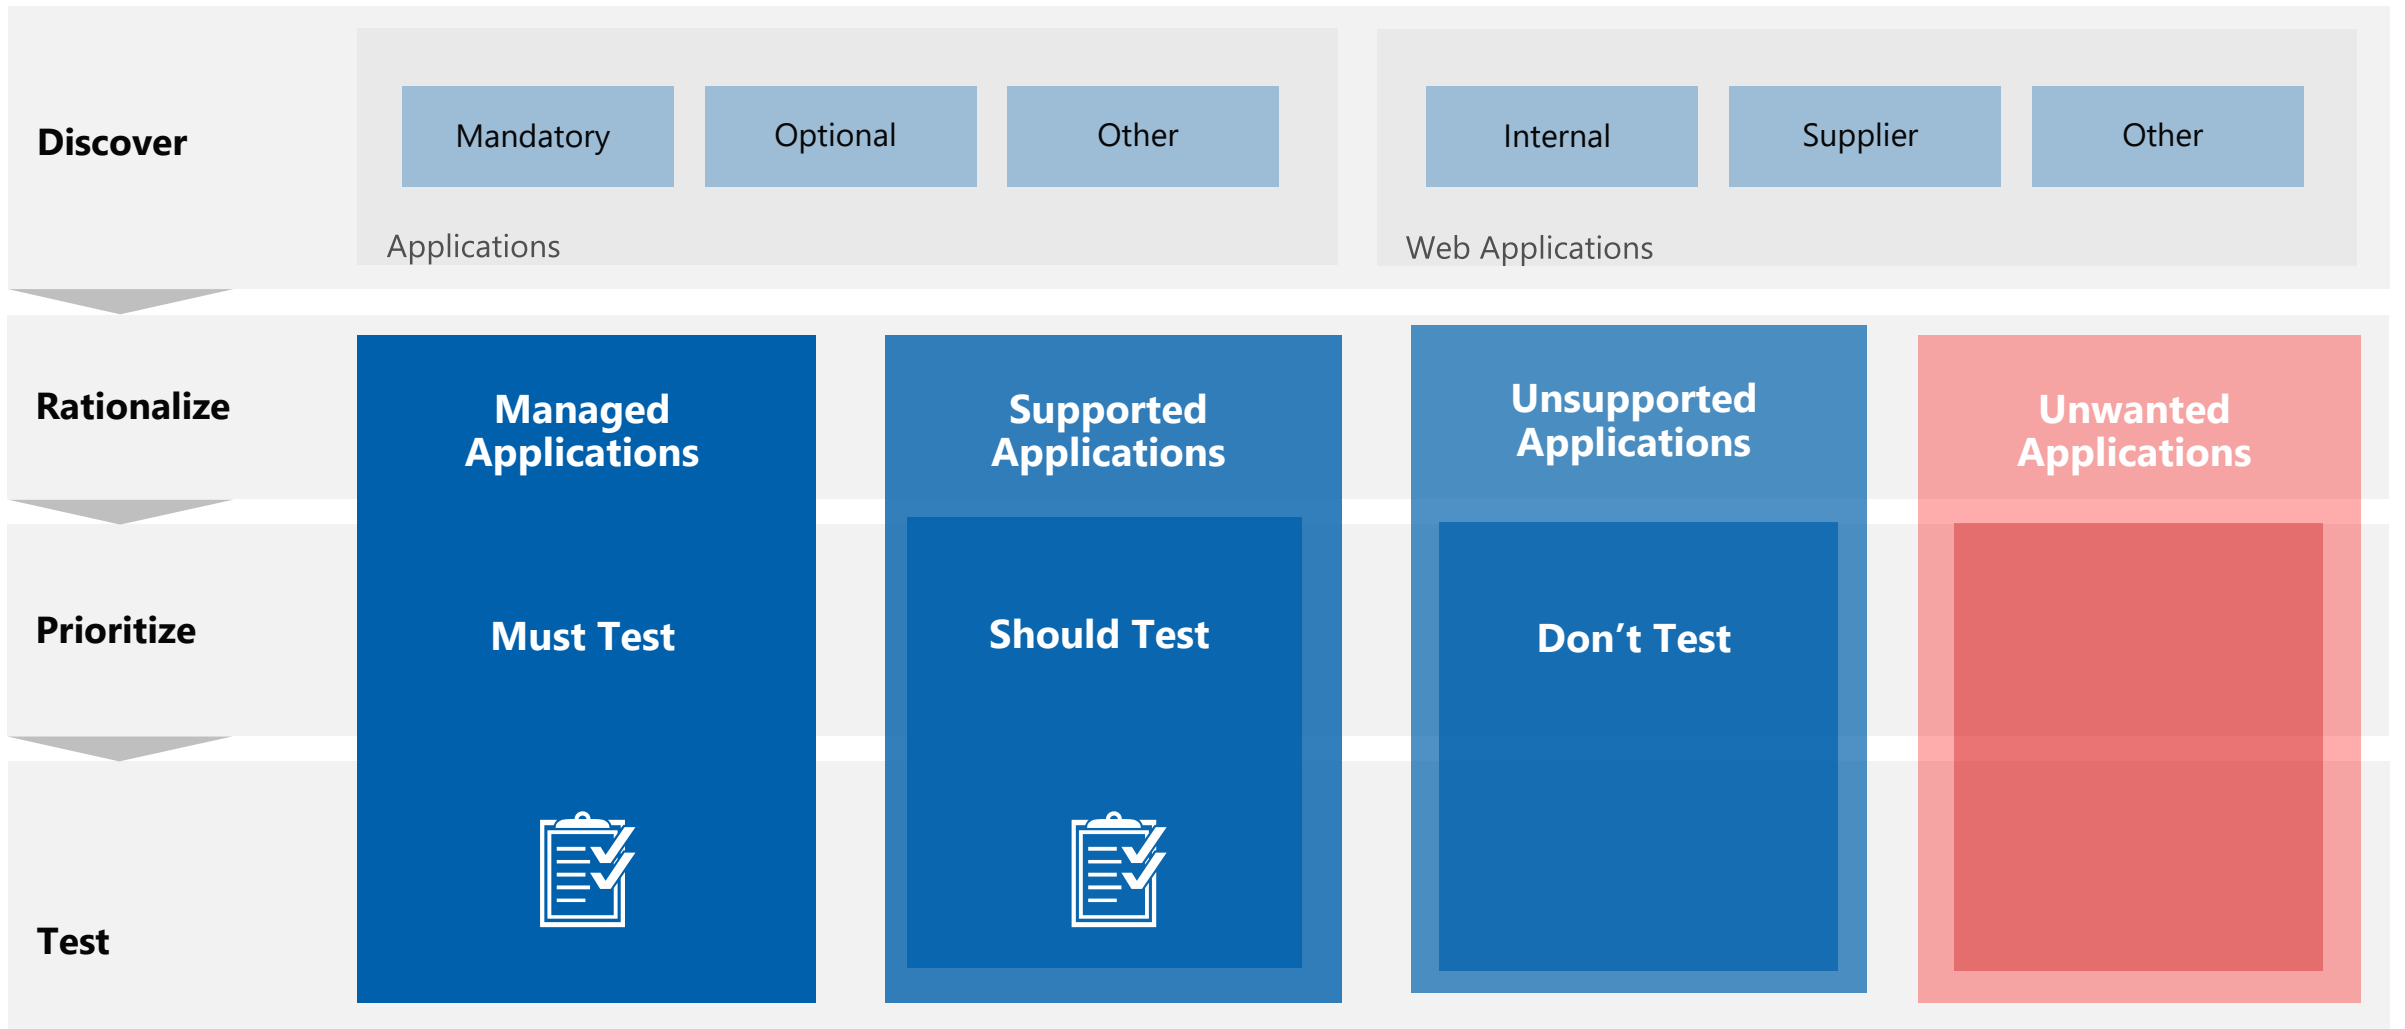 Discover
Mandatory
Optional
Other
Applications
Internal
Supplier
Other
Web Applications
Rationalize
Managed
Applications
Supported
Applications
Unsupported
Applications
Unwanted
Applications
Prioritize
Must Test
Should Test
Don’t Test
Test